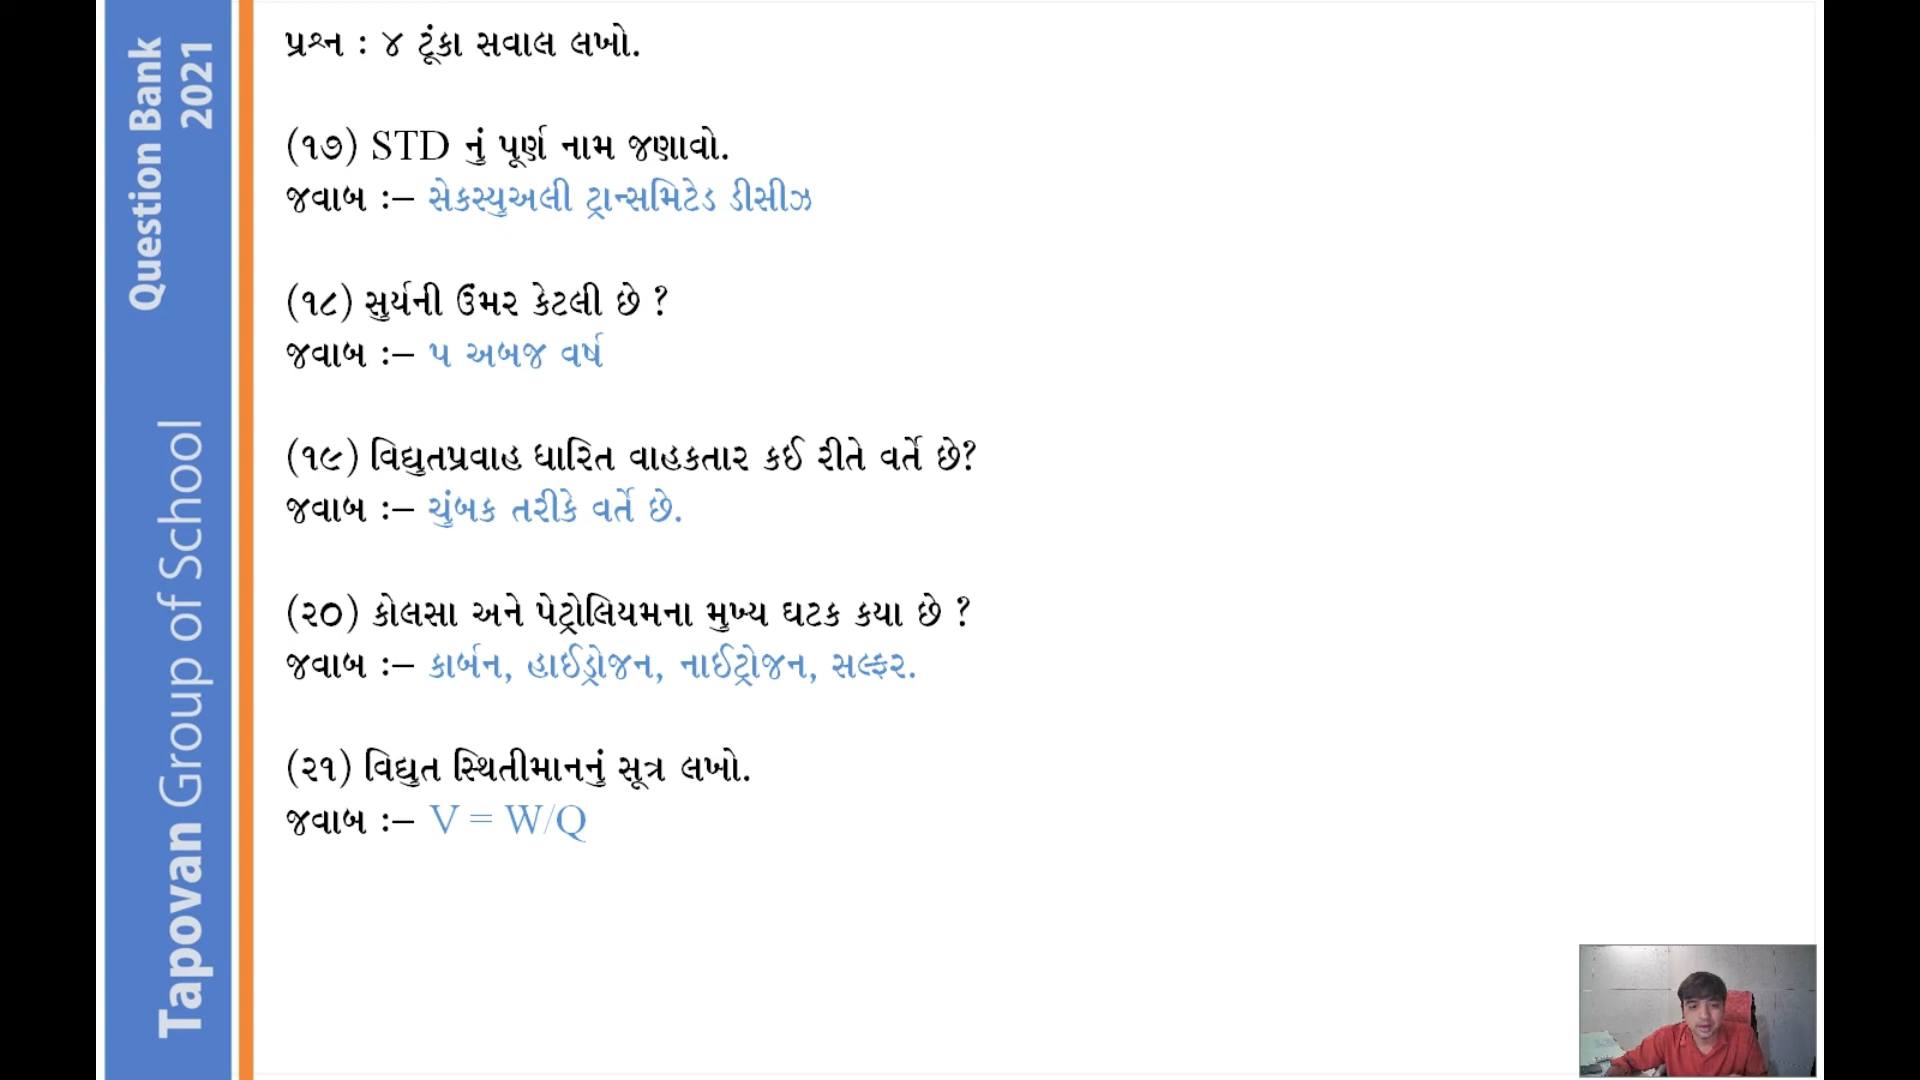 Question Bank
2021
Tapovan Group of School
પ્રશ્ન : ૪ ટૂંકા સવાલ લખો.
(૧૭) STD નું પૂર્ણ નામ જણાવો.
જવાબ :– સેક્સ્યુઅલી ટ્રાન્સમિટેડ ડીસીઝ
(૧૮) સુર્યની ઉંમર કેટલી છે ?
જવાબ :– ૫ અબજ વર્ષ
(૧૯) વિદ્યુતપ્રવાહ ધારિત વાહકતાર કઈ રીતે વર્તે છે?
જવાબ :– ચુંબક તરીકે વર્તે છે.
(૨૦) કોલસા અને પેટ્રોલિયમના મુખ્ય ઘટક કયા છે ?
જવાબ :– કાર્બન, હાઈડ્રોજન, નાઈટ્રોજન, સલ્ફર.
(૨૧) વિદ્યુત સ્થિતીમાનનું સૂત્ર લખો.
જવાબ :– V = W/Q